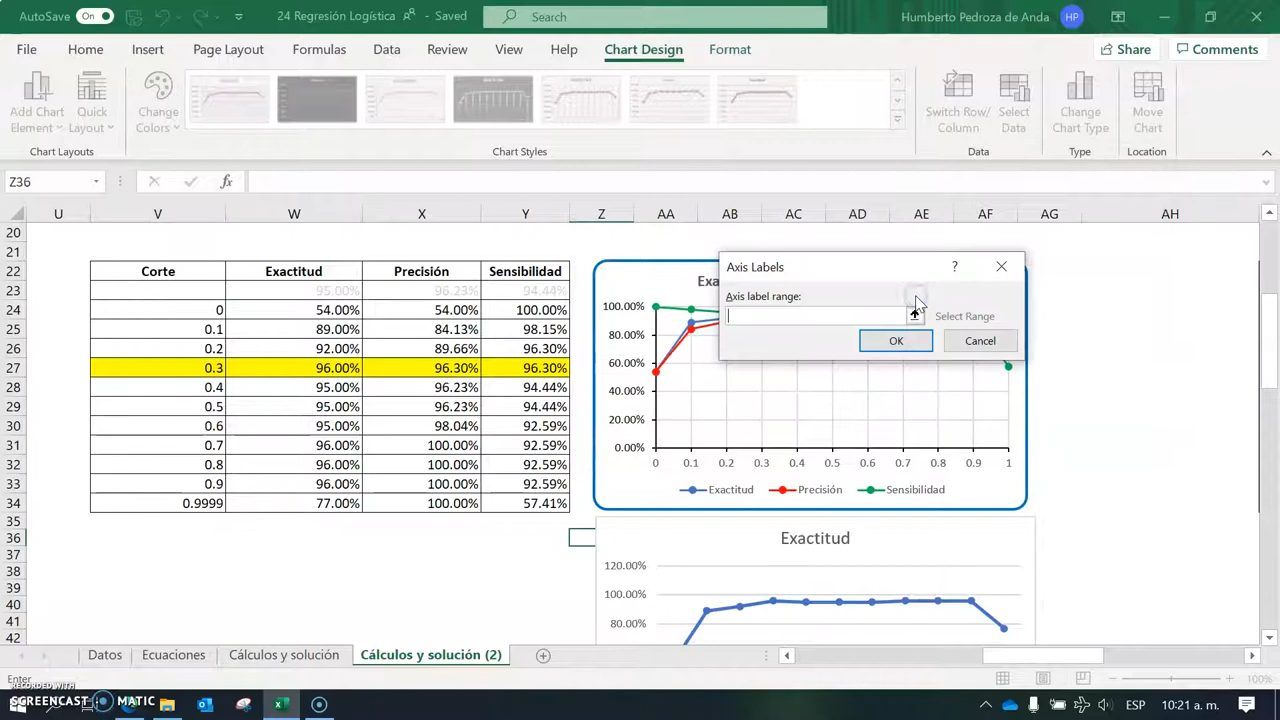 AutoSave On 24 Regresión Logística - Saved Search Humberto Pedroza de Anda HP
File Home Insert Page Layout Formulas Data Review View Help Chart Design Format Share Comments
Add Chart Element Quick Layout Change Colors Switch Row/ Column Select Data Change Chart Type Move Chart
Chart Layouts Chart Styles Data Type Location
Z36 fx
U V W X Y Z AA AB AC AD AE AF AG AH
20
21
22 Corte Exactitud Precisión Sensibilidad
23 95.00% 96.23% 94.44%
24 0 54.00% 54.00% 100.00%
25 0.1 89.00% 84.13% 98.15%
26 0.2 92.00% 89.66% 96.30%
27 0.3 96.00% 96.30% 96.30%
28 0.4 95.00% 96.23% 94.44%
29 0.5 95.00% 96.23% 94.44%
30 0.6 95.00% 98.04% 92.59%
31 0.7 96.00% 100.00% 92.59%
32 0.8 96.00% 100.00% 92.59%
33 0.9 96.00% 100.00% 92.59%
34 0.9999 77.00% 100.00% 57.41%
35
36
37
38
39
40
41
42
Exa
100.00%
80.00%
60.00%
40.00%
20.00%
0.00%
0 0.1 0.2 0.3 0.4 0.5 0.6 0.7 0.8 0.9 1
Exactitud Precisión Sensibilidad
Axis Labels ?
Axis label range:
Select Range
OK Cancel
Exactitud
120.00%
100.00%
80.00%
Datos Ecuaciones Cálculos y solución Cálculos y solución (2)
Enter 100%
RECORDED WITH
SCREENCAST MATIC
ESP 10:21 a. m.